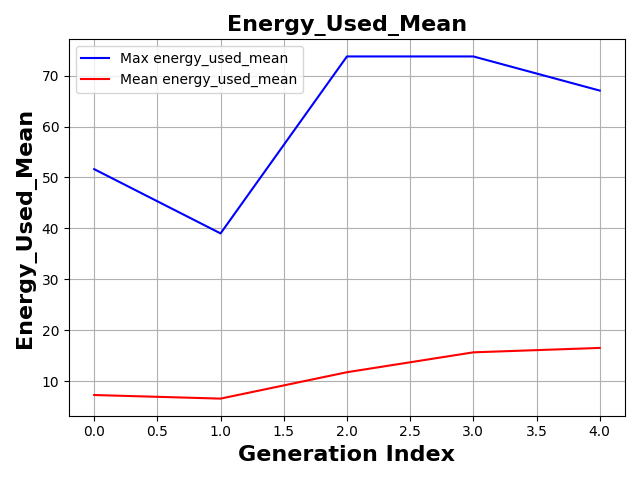 Energy_Used_Mean
Max energy_used_mean
Mean energy_used_mean
Energy_Used_Mean
70
60
50
40
30
20
10
0.0 0.5 1.0 1.5 2.0 2.5 3.0 3.5 4.0
Generation Index